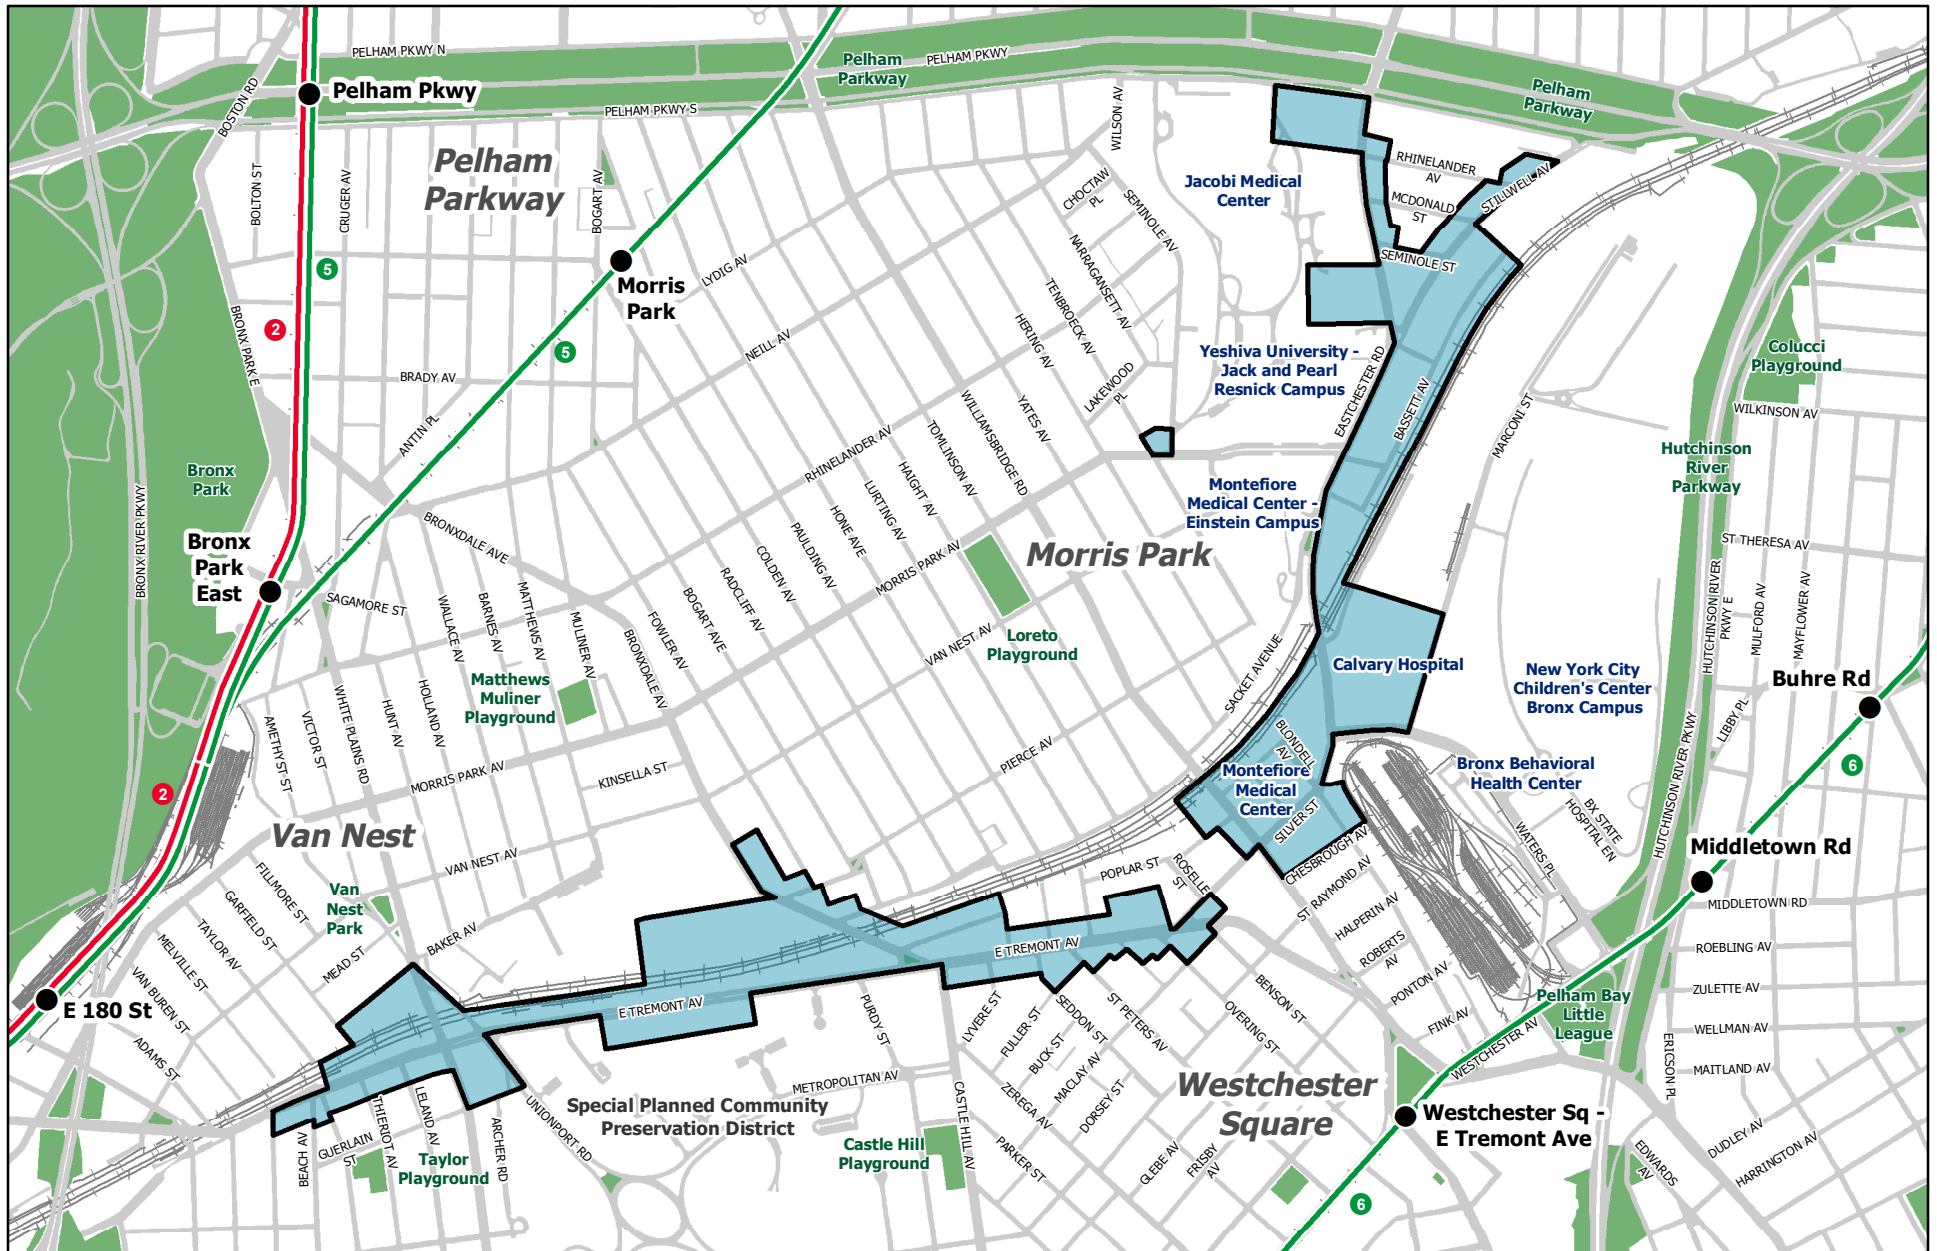 PELHAM PKWY N
Pelham
Parkway
PELHAM PKWY
Pelham
Parkway
BOSTON RD
Pelham Pkwy
PELHAM PKWY S
WILSON AV
Pelham
Parkway
BOLTON ST
CRUGER AV
BOGART AV
CHOCTAW
PL
SEMINOLE AV
Jacobi Medical
Center
RHINELANDER
AV
MCDONALD
ST
STILLWELL AV
SEMINOLE ST
5
2
Morris
Park
LYDIG AV
NARRAGANSETT AV
TENBROECK AV
HERING AV
BRONX PARK E
5
NEILL AV
BRADY AV
Yeshiva University -
Jack and Pearl
Resnick Campus
EASTCHESTER RD
BASSETT AV
MARCONI ST
Colucci
Playground
WILKINSON AV
LAKEWOOD
PL
ANTIN PL
WILLIAMSBRIDGE RD
YATES AV
TOMLINSON AV
RHINELANDER AV
HAIGHT AV
LURTING AV
HONE AVE
PAULDING AV
COLDEN AV
RADCLIFF AV
BOGART AVE
FOWLER AV
BRONXDALE AV
Bronx
Park
BRONX RIVER PKWY
Hutchinson
River
Parkway
Montefiore
Medical Center -
Einstein Campus
Morris Park
MORRIS PARK AV
BRONXDALE AVE
Bronx
Park
East
SAGAMORE ST
WALLACE AV
BARNES AV
MATTHEWS AV
MULINER AV
ST THERESA AV
HUTCHINSON RIVER
PKWY E
MULFORD AV
MAYFLOWER AV
VAN NEST AV
Loreto
Playground
SACKET AVENUE
Calvary Hospital
New York City
Children's Center
Bronx Campus
Buhre Rd
LIBBY PL
HUTCHINSON RIVER PKWY
Matthews
Muliner
Playground
HOLLAND AV
HUNT AV
WHITE PLAINS RD
VICTOR ST
AMETHYST ST
MORRIS PARK AV
KINSELLA ST
PIERCE AV
BLONDELL
AV
Montefiore
Medical
Center
SILVER ST
Bronx Behavioral
Health Center
BX STATE
HOSPITAL EN
WATERS PL
6
2
Van Nest
VAN NEST AV
Middletown Rd
CHESBROUGH AV
POPLAR ST
ROSELLE
ST
FILLMORE ST
GARFIELD ST
TAYLOR AV
MELVILLE ST
VAN BUREN ST
ADAMS ST
Van
Nest
Park
MEAD ST
BAKER AV
ST RAYMOND AV
HALPERIN AV
ROBERTS
AV
PONTON AV
FINK AV
MIDDLETOWN RD
ROEBLING AV
ZULETTE AV
WELLMAN AV
MAITLAND AV
E TREMONT AV
E TREMONT AV
E 180 St
Pelham Bay
Little
League
PURDY ST
LYVERE ST
FULLER ST
BUCK ST
SEDDON ST
ST PETERS AV
OVERING ST
BENSON ST
WESTCHESTER AV
ERICSON PL
METROPOLITAN AV
ZEREGA AV
MACLAY AV
DORSEY ST
Westchester
Square
Special Planned Community
Preservation District
THIERIOT AV
LELAND AV
ARCHER RD
UNIONPORT RD
GUERLAIN
ST
BEACH AV
Taylor
Playground
Castle Hill
Playground
CASTLE HILL AV
PARKER ST
GLEBE AV
FRISBY
AV
Westchester Sq -
E Tremont Ave
6
EDWARDS
AV
DUDLEY AV
HARRINGTON AV